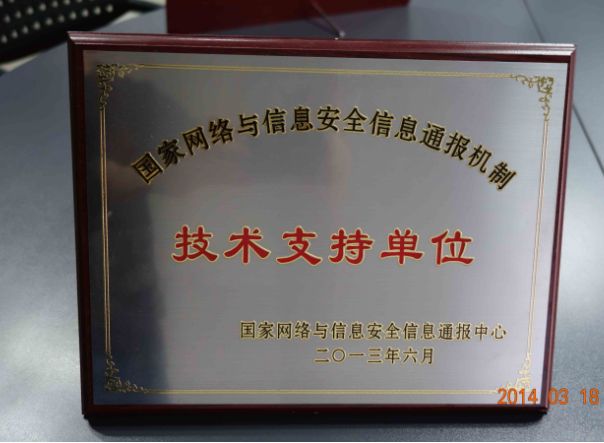 国家网络与信息安全信息通报机制
技术支持单位
国家网络与信息安全信息通报中心
二〇一三年六月
2014 03 18